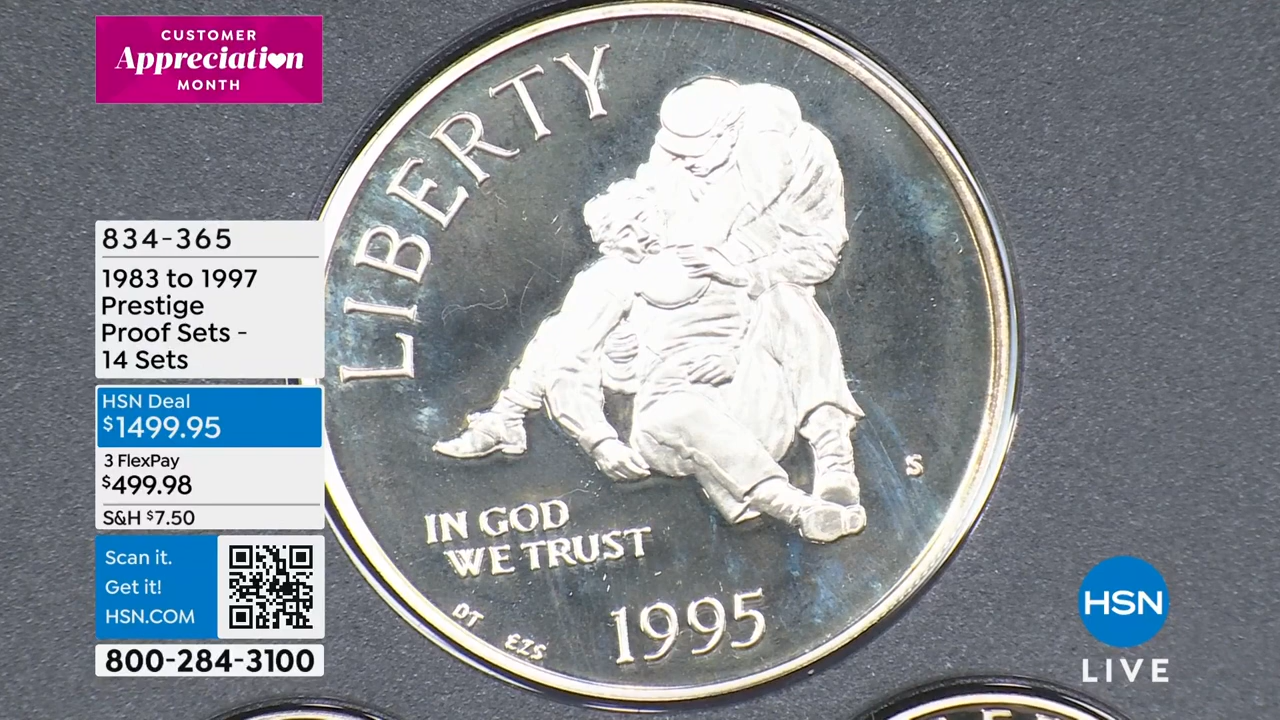 CUSTOMER
Appreciation
MONTH
834-365
1983 to 1997
Prestige
Proof Sets -
14 Sets
HSN Deal
$1499.95
3 FlexPay
$499.98
S&H $7.50
Scan it.
Get it!
HSN.COM
800-284-3100
LIBERTY
S
IN GOD
WE TRUST
DT EZS
1995
HSN
LIVE